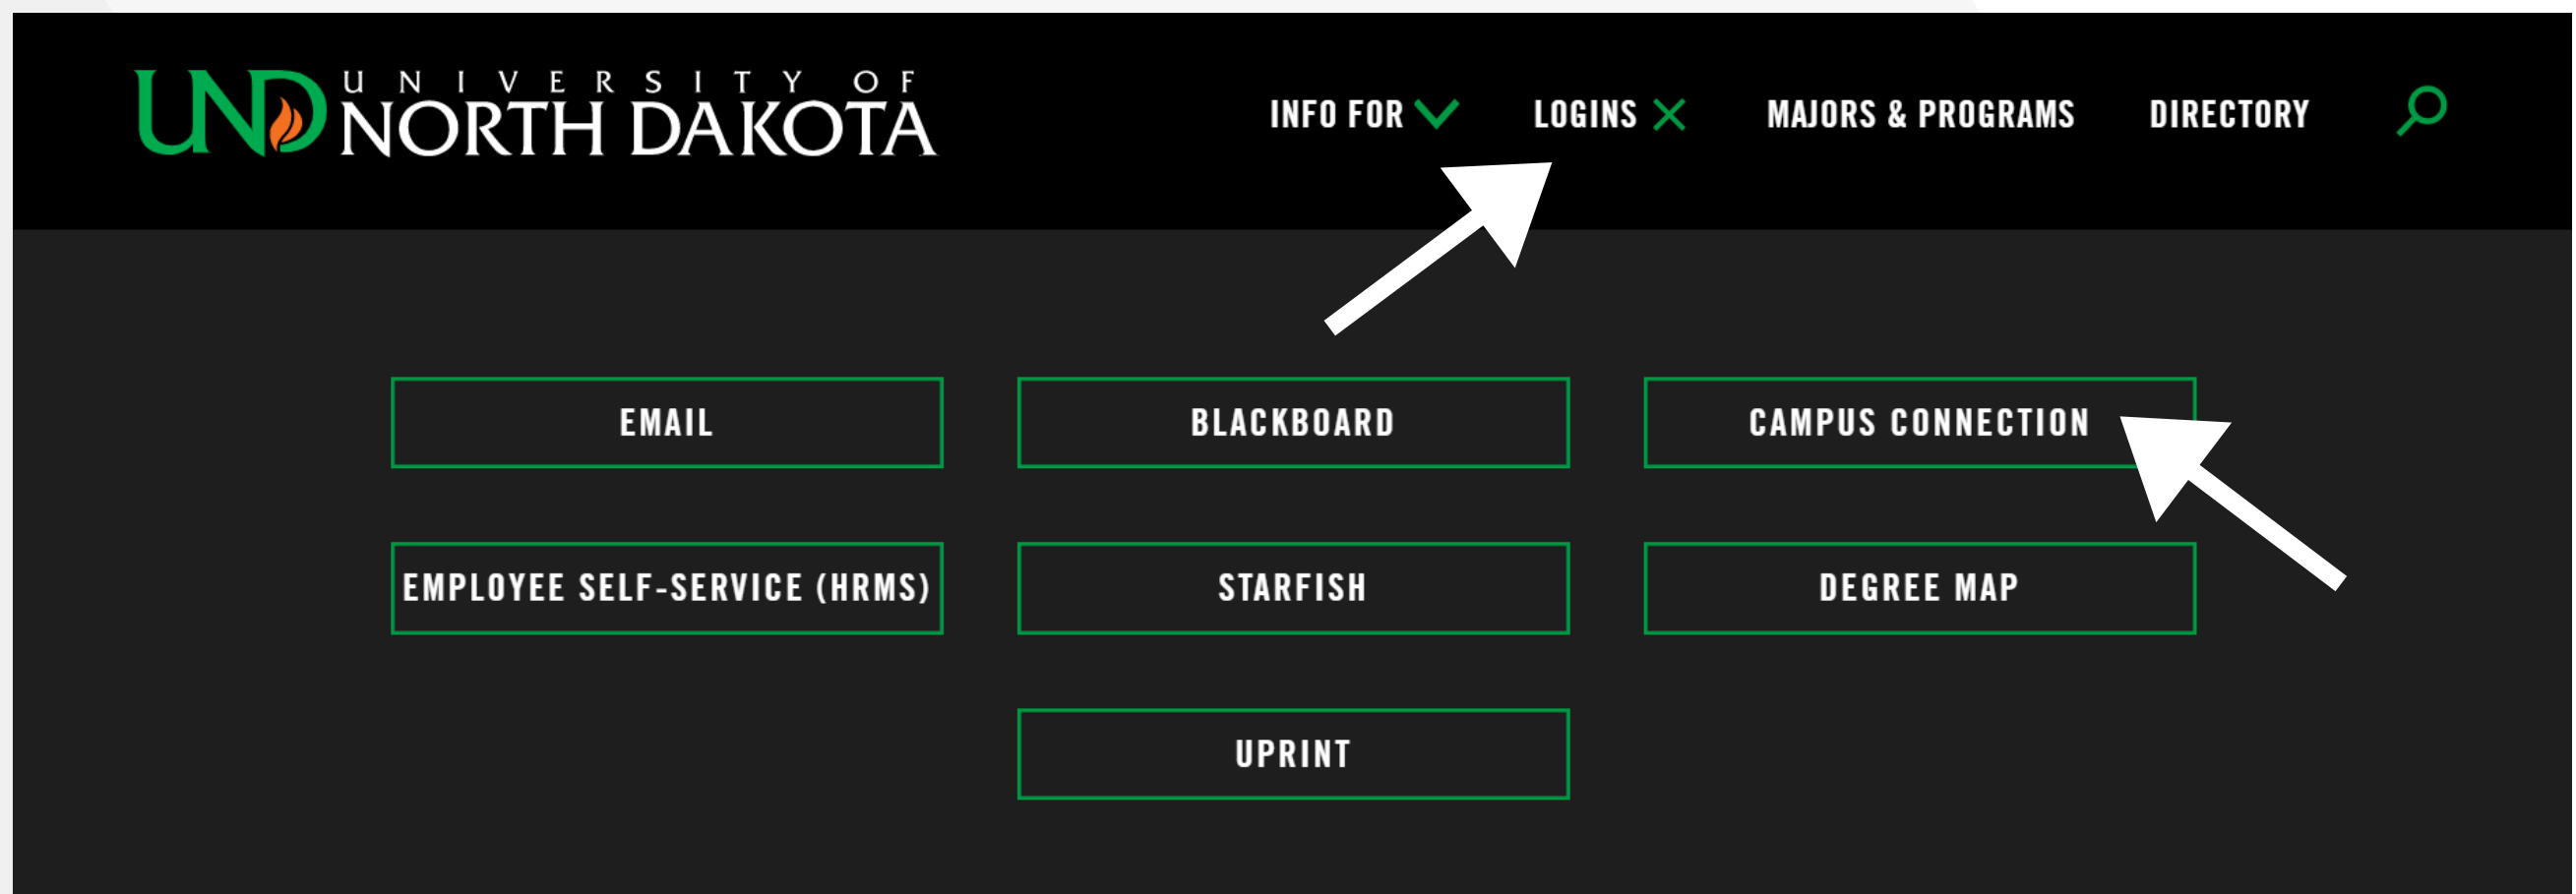 UND UNIVERSITY OF NORTH DAKOTA
INFO FOR LOGINS MAJORS & PROGRAMS DIRECTORY
EMAIL BLACKBOARD CAMPUS CONNECTION
EMPLOYEE SELF-SERVICE (HRMS) STARFISH DEGREE MAP
UPRINT